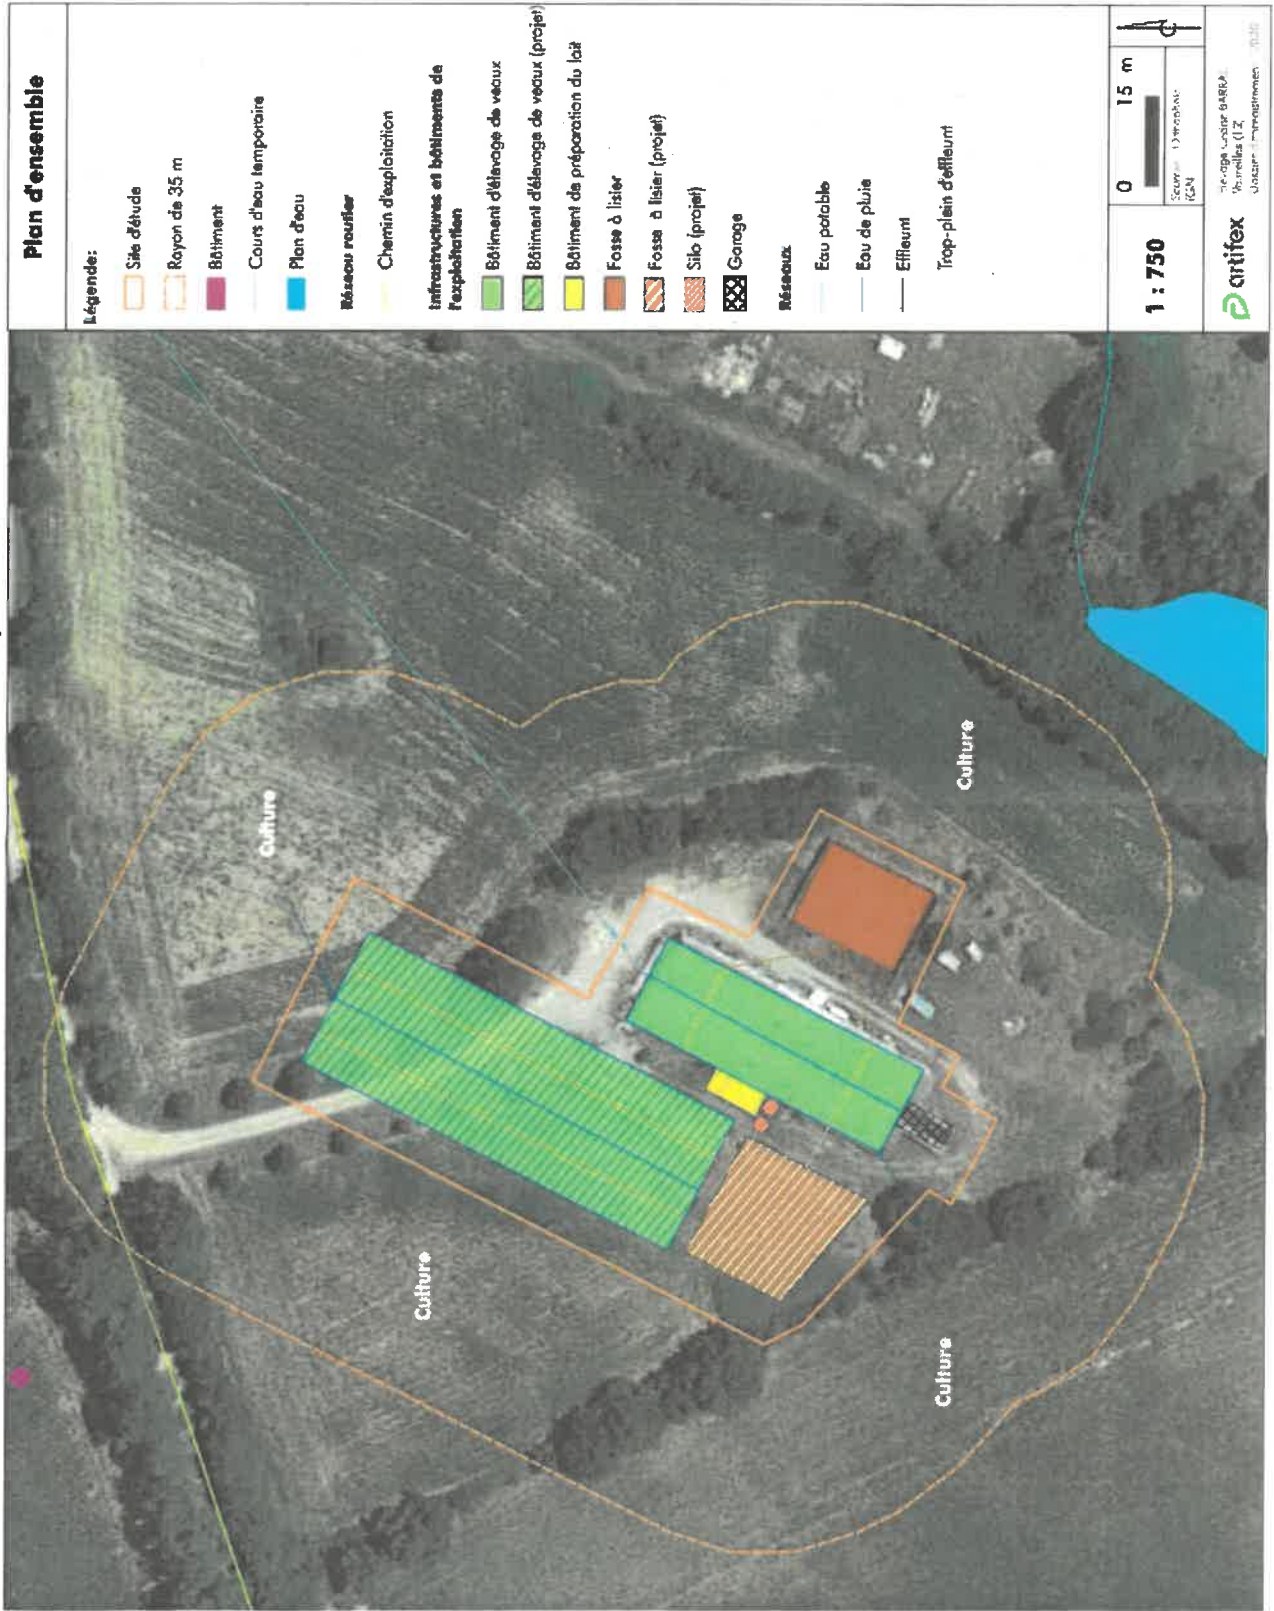 Plan d'ensemble
Légende:
Site d'étude
Rayon de 35 m
Bâtiment
Cours d'eau temporaire
Plan d'eau
Réseau routier
Chemin d'exploitation
Infrastructures et bâtiments de
l'exploitation
Bâtiment d'élevage de veaux
Bâtiment d'élevage de veaux (projet)
Bâtiment de préparation du lait
Fosse à lisier
Fosse à lisier (projet)
Silo (projet)
Garage
Réseaux
Eau potable
Eau de pluie
Effleunt
Trop-plein d'effleunt
0 15 m
1 : 750
IGN
artifex
Culture
Culture
Culture
Culture